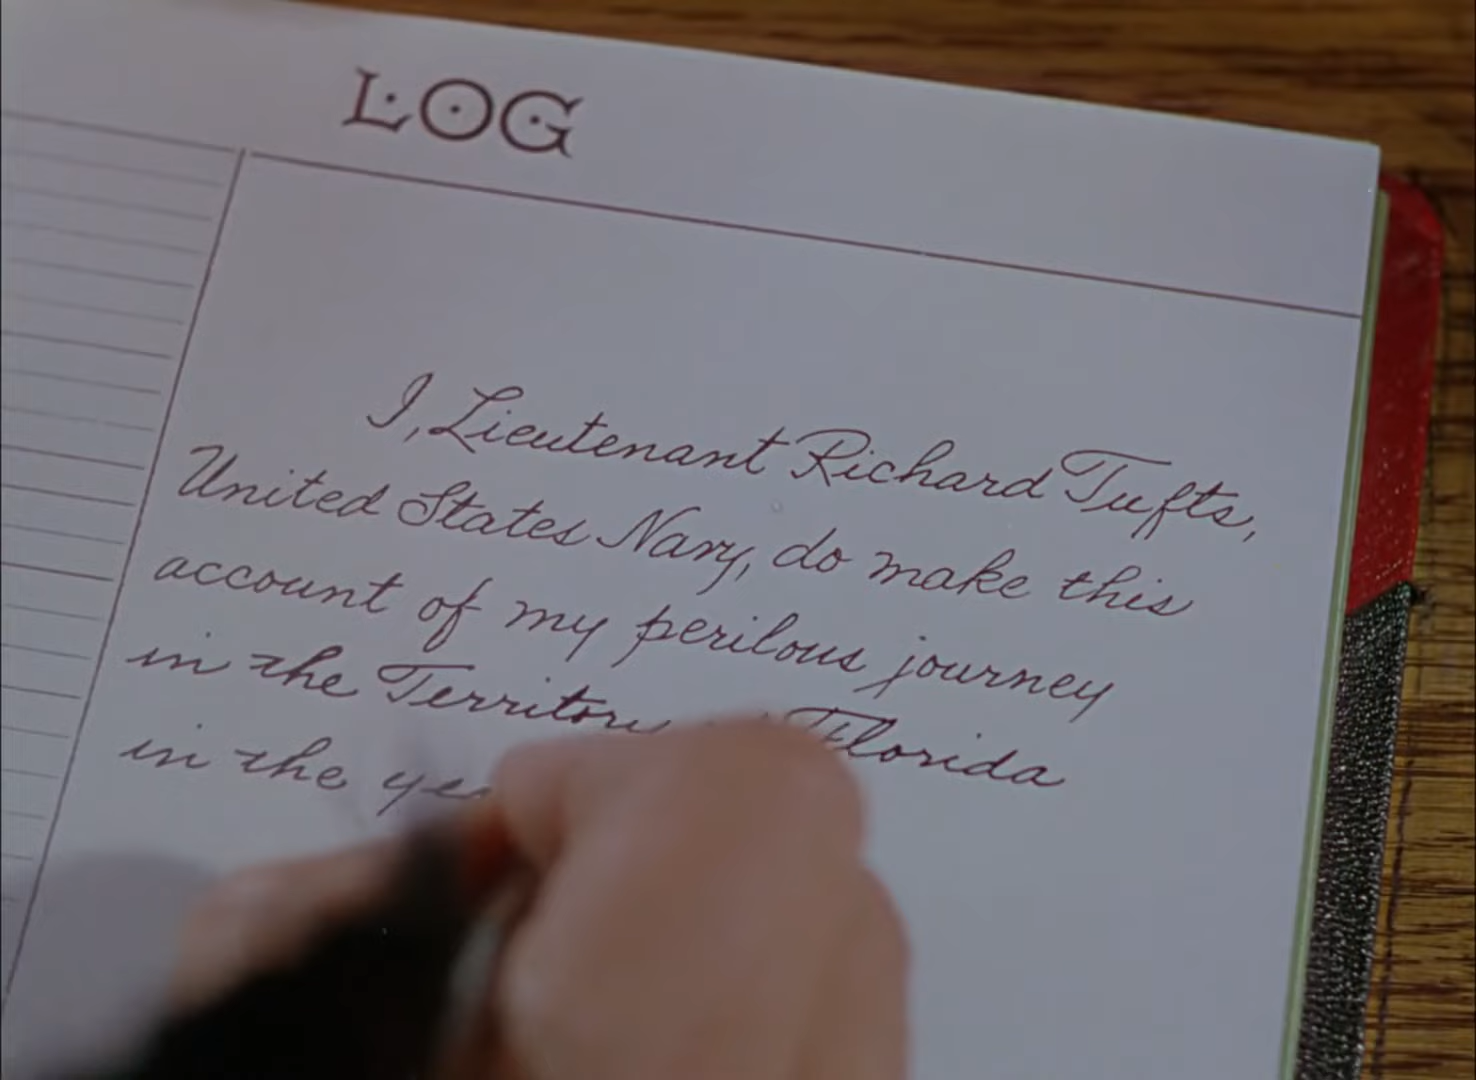 LOG
I, Lieutenant Richard Tufts,
United States Navy, do make this
account of my perilous journey
in the Territory Florida
in the